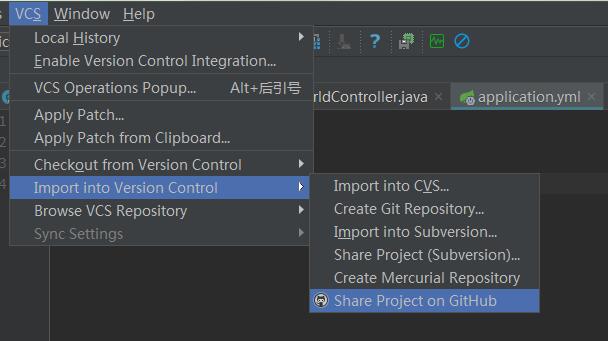 VCS Window Help
Local History
Enable Version Control Integration...
VCS Operations Popup... Alt+后引号
rldController.java × application.yml ×
Apply Patch...
Apply Patch from Clipboard...
Checkout from Version Control
Import into Version Control
Browse VCS Repository
Sync Settings
Import into CVS...
Create Git Repository...
Import into Subversion...
Share Project (Subversion)...
Create Mercurial Repository
Share Project on GitHub